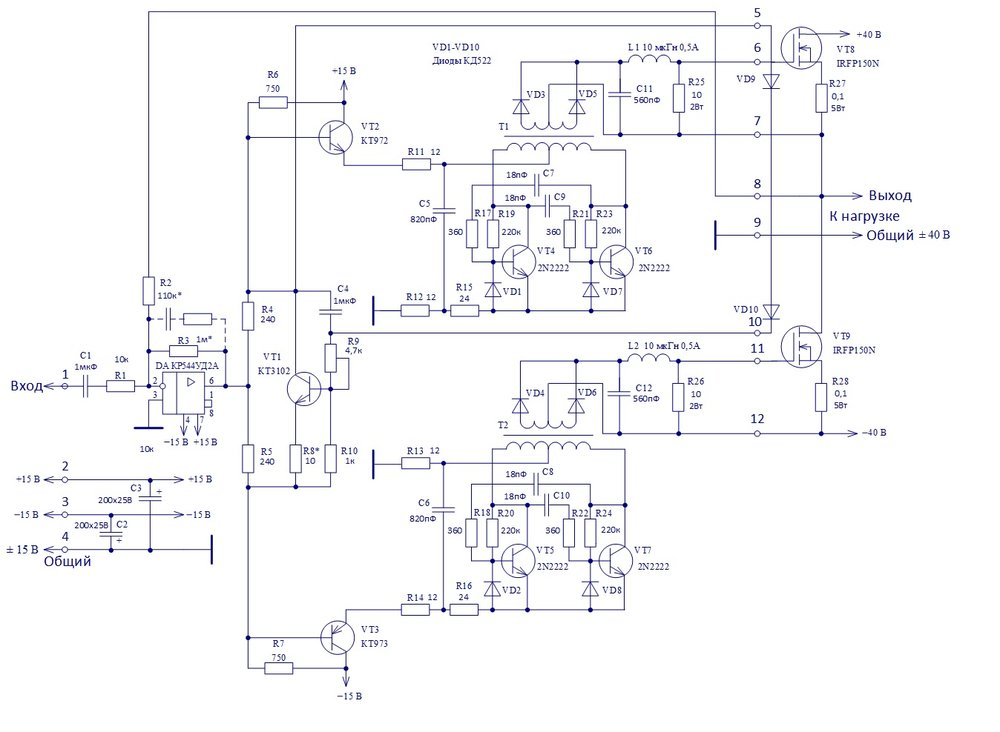 5
+40 В
VT8
IRFP150N
6
L1 10 мкГн 0,5А
VD1-VD10
Диоды КД522
+15 В
R6
750
VD9
R27
0,1
5Вт
VD3
VD5
C11
560пФ
R25
10
2Вт
T1
7
VT2
КТ972
R11 12
18пФ
C7
18пФ
C9
8
Выход
К нагрузке
C5
820пФ
R17
360
R19
220к
R21
360
R23
220к
9
Общий ± 40 В
VT4
2N2222
VT6
2N2222
VD1
VD7
R2
110к*
C4
1мкФ
R12 12
R15
24
VD10
10
R4
240
R3
1м*
R9
4,7к
L2 10 мкГн 0,5А
11
VT9
IRFP150N
VT1
КТ3102
DA КР544УД2А
C1
1мкФ
10к
R1
Вход
1
2
6
3
1
8
4
7
−15 В
+15 В
10к
VD4
VD6
C12
560пФ
R26
10
2Вт
R28
0,1
5Вт
T2
12
−40 В
R5
240
R8*
10
R10
1к
R13 12
18пФ
C8
18пФ
C10
2
+15 В
+15 В
C3
200х25В
+
3
−15 В
−15 В
200х25В
C2
+
4
± 15 В
Общий
C6
820пФ
R18
360
R20
220к
R22
360
R24
220к
VT5
2N2222
VT7
2N2222
VD2
VD8
R14 12
R16
24
VT3
КТ973
R7
750
−15 В